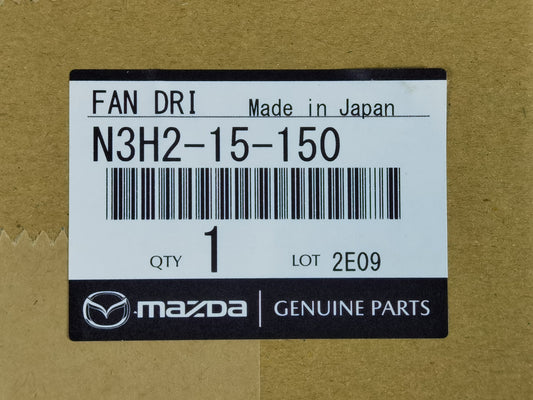 FAN DRI Made in Japan
N3H2-15-150
QTY 1 LOT 2E09
mazda GENUINE PARTS